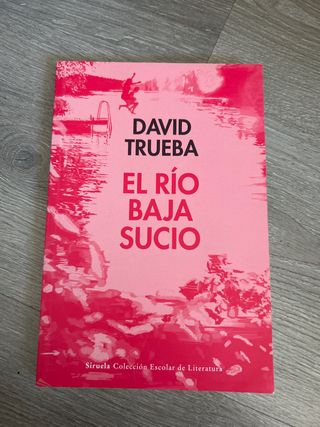 DAVID
TRUEBA
EL RÍO
BAJA
SUCIO
Siruela Colección Escolar de Literatura